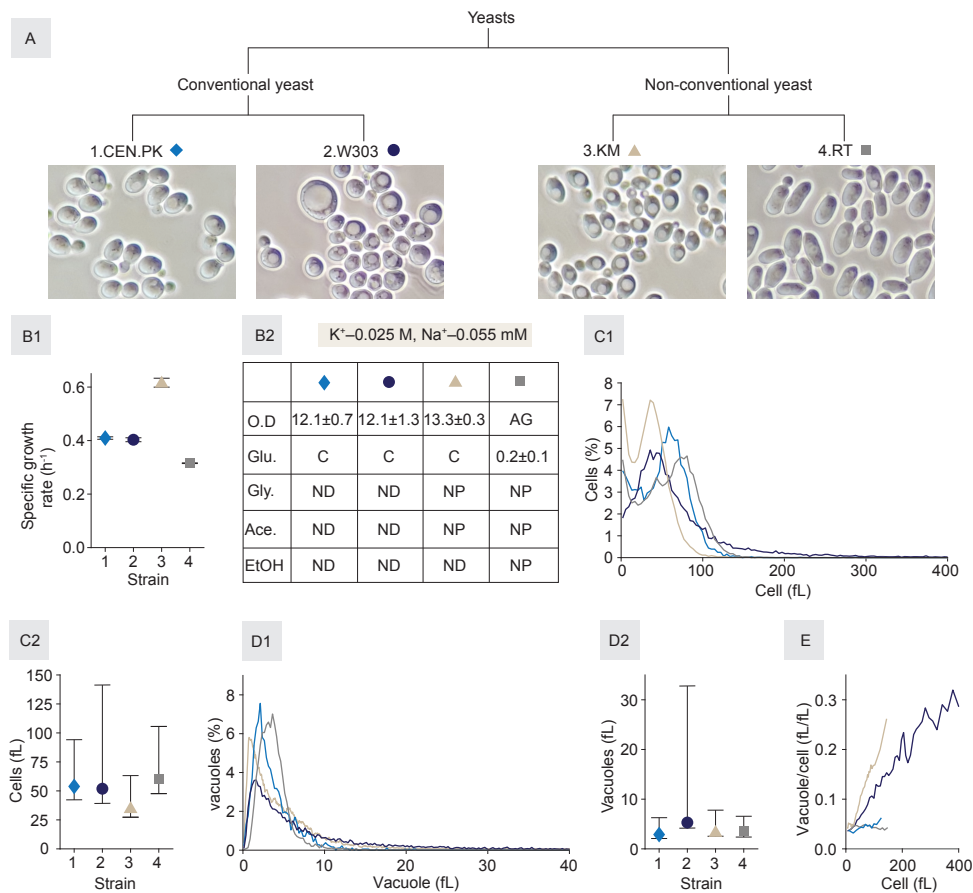 A
Yeasts
Conventional yeast
Non-conventional yeast
1.CEN.PK
2.W303
3.KM
4.RT
B1
0.6
0.4
0.2
0.0
Specific growth
rate (h⁻¹)
1 2 3 4
Strain
B2
K⁺–0.025 M, Na⁺–0.055 mM
O.D 12.1±0.7 12.1±1.3 13.3±0.3 AG
Glu. C C C 0.2±0.1
Gly. ND ND NP NP
Ace. ND ND NP NP
EtOH ND ND ND NP
C1
8
7
6
5
4
3
2
1
0
Cells (%)
0 100 200 300 400
Cell (fL)
C2
150
125
100
75
50
25
0
Cells (fL)
1 2 3 4
Strain
D1
8
6
4
2
0
vacuoles (%)
0 10 20 30 40
Vacuole (fL)
D2
30
20
10
0
Vacuoles (fL)
1 2 3 4
Strain
E
0.3
0.2
0.1
0.0
Vacuole/cell (fL/fL)
0 200 400
Cell (fL)